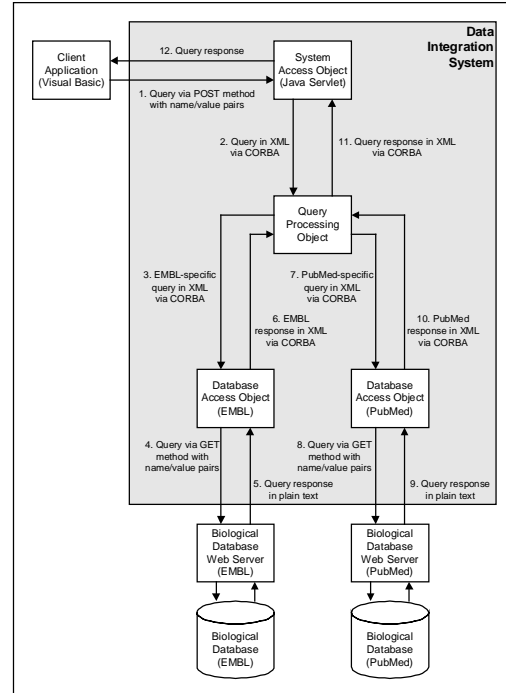 Data
Integration
System
Client
Application
(Visual Basic)
12. Query response
System
Access Object
(Java Servlet)
1. Query via POST method
with name/value pairs
2. Query in XML
via CORBA
11. Query response in XML
via CORBA
Query
Processing
Object
3. EMBL-specific
query in XML
via CORBA
7. PubMed-specific
query in XML
via CORBA
6. EMBL
response in XML
via CORBA
10. PubMed
response in XML
via CORBA
Database
Access Object
(EMBL)
Database
Access Object
(PubMed)
4. Query via GET
method with
name/value pairs
8. Query via GET
method with
name/value pairs
5. Query response
in plain text
9. Query response
in plain text
Biological
Database
Web Server
(EMBL)
Biological
Database
Web Server
(PubMed)
Biological
Database
(EMBL)
Biological
Database
(PubMed)